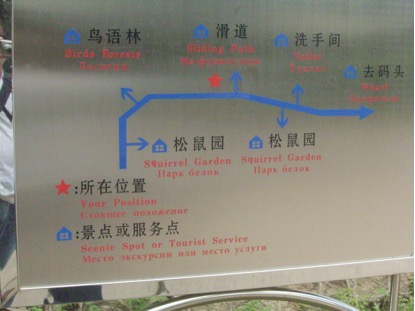 鸟语林
Birds Forests
滑道
Sliding Path
洗手间
Toilet
去码头
松鼠园
Squirrel Garden
Парк белок
松鼠园
Squirrel Garden
Парк белок
:所在位置
Your Position
Стоящее положение
:景点或服务点
Scenic Spot or Tourist Service
Место экскурсии или место услуги